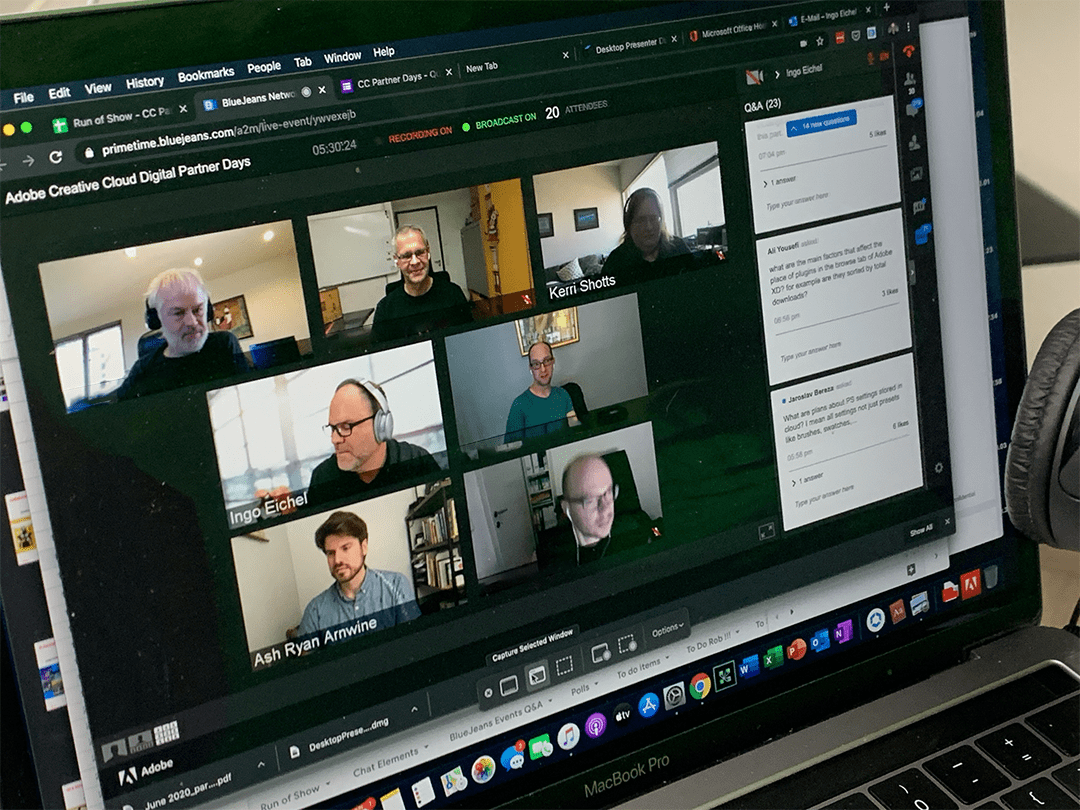 File Edit View History Bookmarks People Tab Window Help
Run of Show - CC Pa
BlueJeans Netwo
CC Partner Days - Q
New Tab
Desktop Presenter D
Microsoft Office Ho
E-Mail – Ingo Eichel
primetime.bluejeans.com/a2m/live-event/ywvexejb
Adobe Creative Cloud Digital Partner Days
05:30:24
RECORDING ON
BROADCAST ON
20 ATTENDEES
Ingo Eichel
Q&A (23)
this part.
14 new questions
5 likes
07:04 pm
1 answer
Type your answer here
Ali Yousefi asked
what are the main factors that affect the
place of plugins in the browse tab of Adobe
XD? for example are they sorted by total
downloads?
3 likes
06:56 pm
Type your answer here
Jaroslav Bereza asked
What are plans about PS settings stored in
cloud? I mean all settings not just presets
like brushes, swatches,...
6 likes
05:58 pm
1 answer
Type your answer here
Show All
Kerri Shotts
Ingo Eichel
Ash Ryan Arnwine
Capture Selected Window
Options
Adobe
DesktopPrese....dmg
June 2020_par....pdf
Run of Show
Chat Elements
BlueJeans Events Q&A
Polls
To do items
To Do Rob !!!
To
tv
MacBook Pro